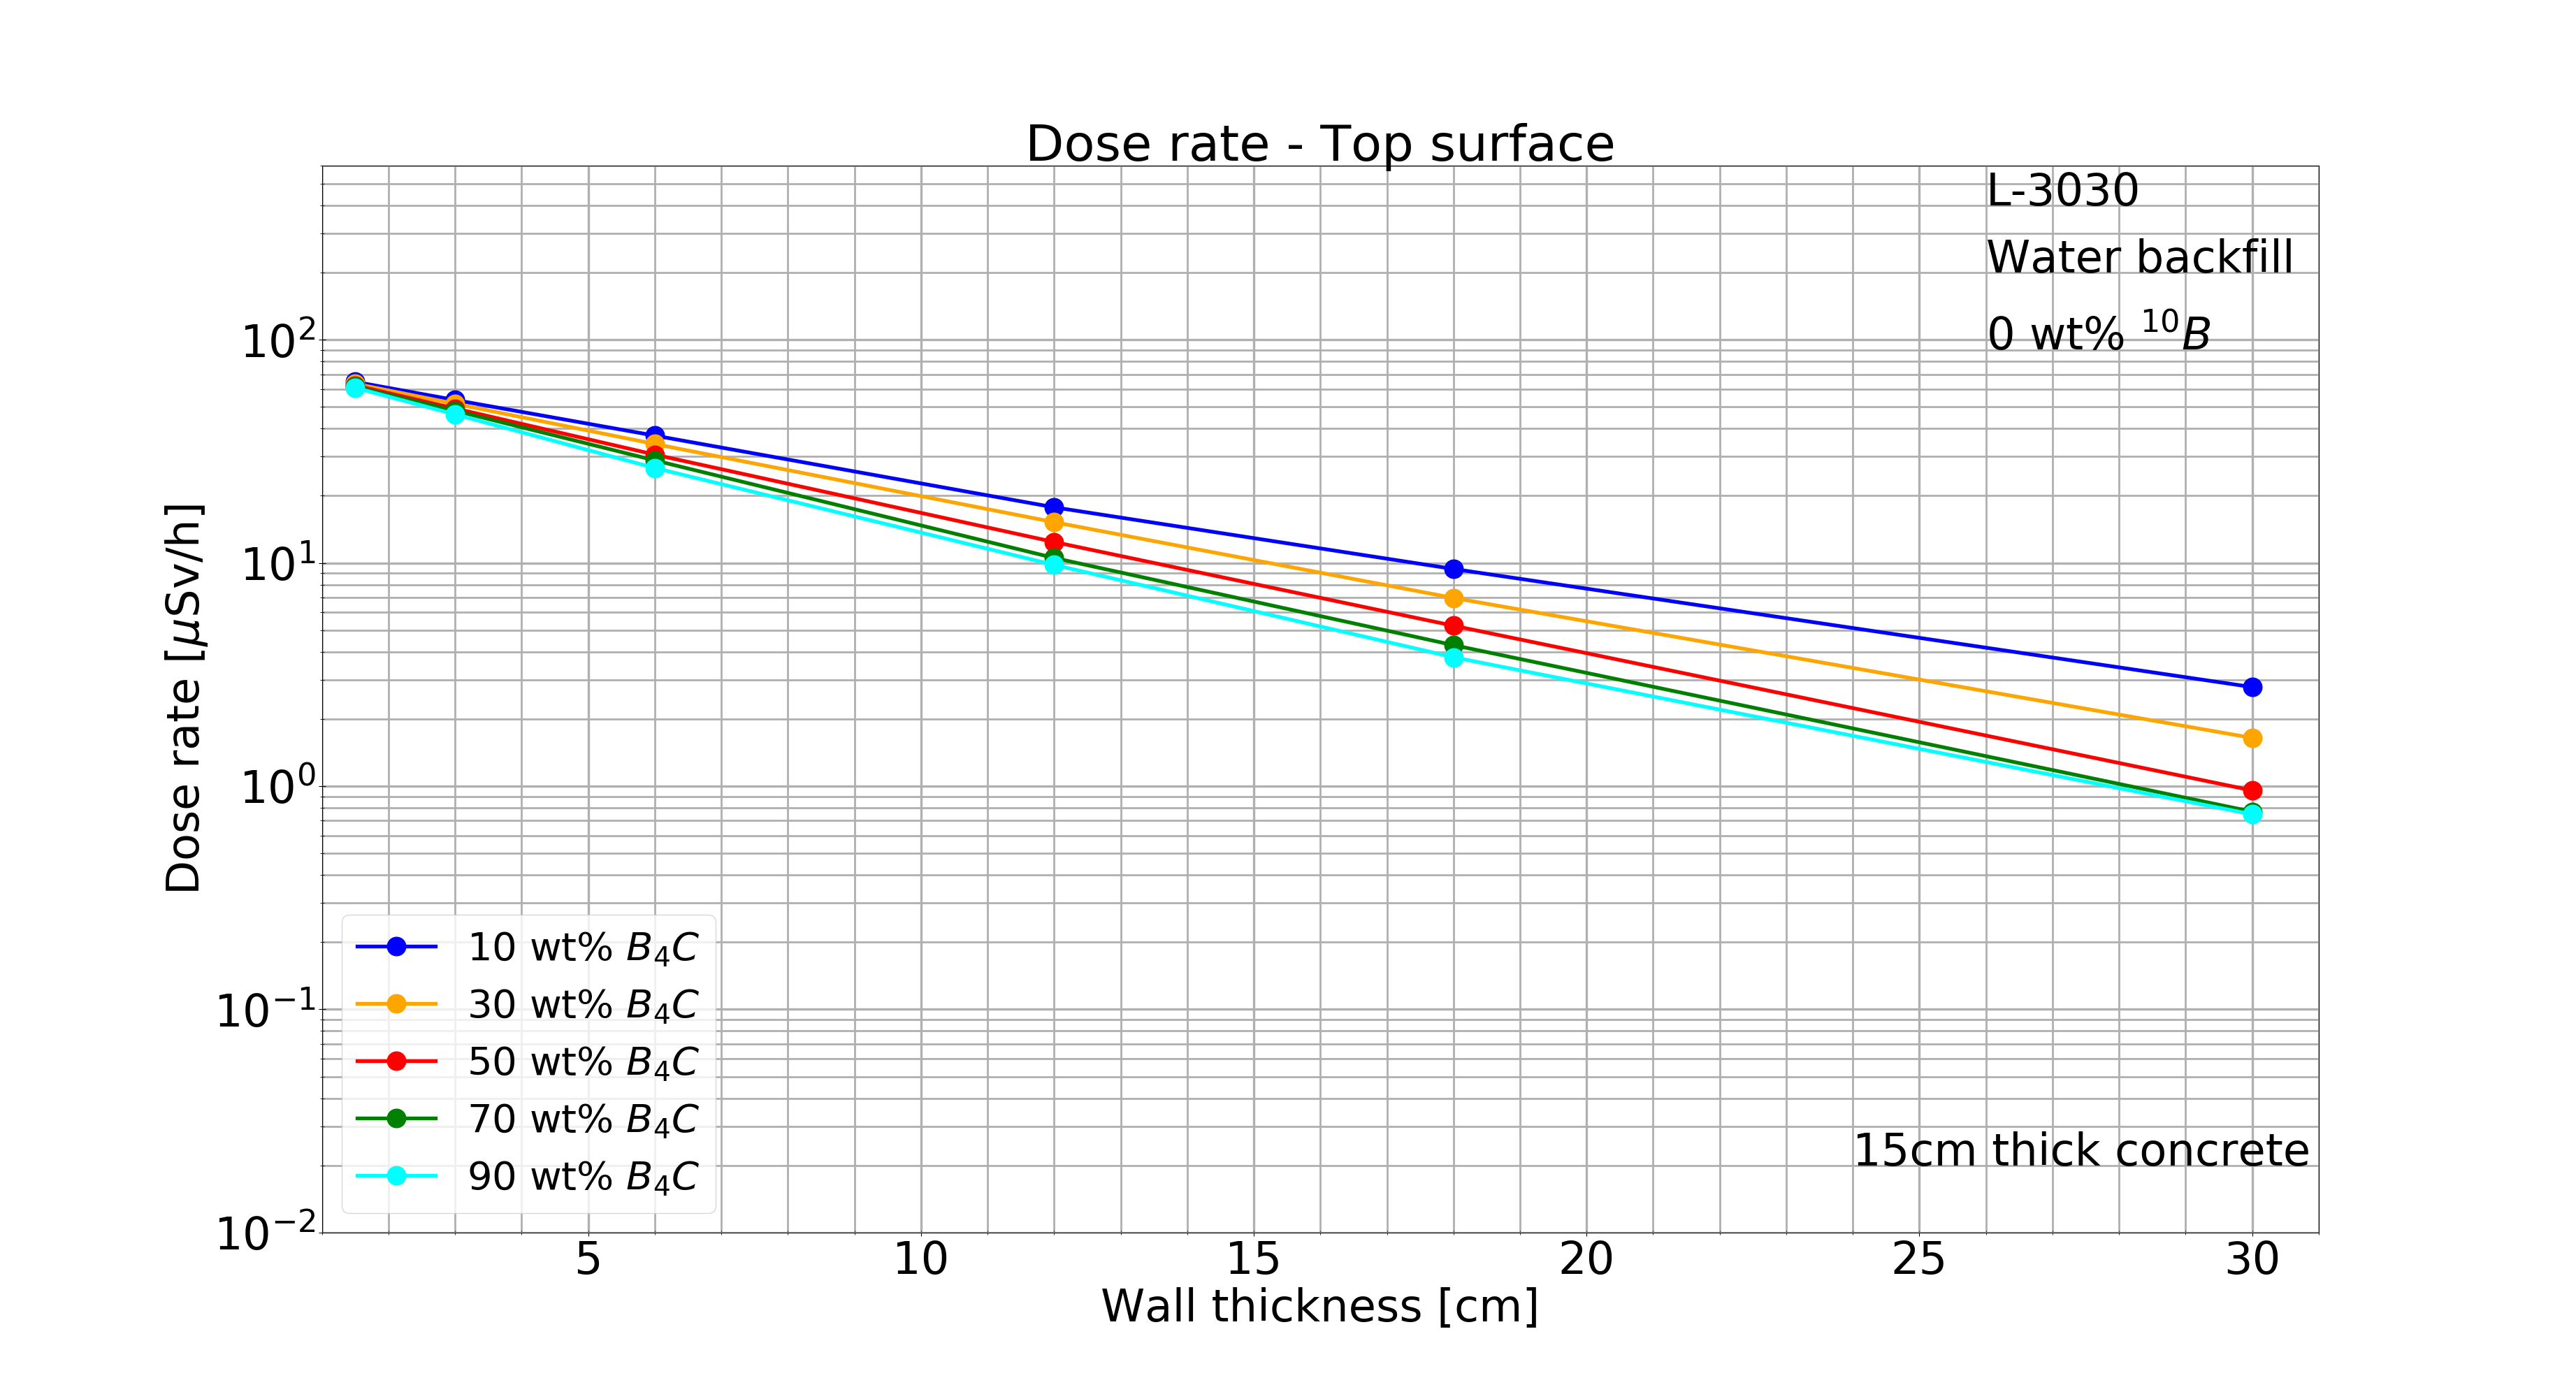 Dose rate - Top surface
L-3030
Water backfill
0 wt% ¹⁰B
Dose rate [μSv/h]
10²
10¹
10⁰
10⁻¹
10⁻²
10 wt% B₄C
30 wt% B₄C
50 wt% B₄C
70 wt% B₄C
90 wt% B₄C
15cm thick concrete
5 10 15 20 25 30
Wall thickness [cm]